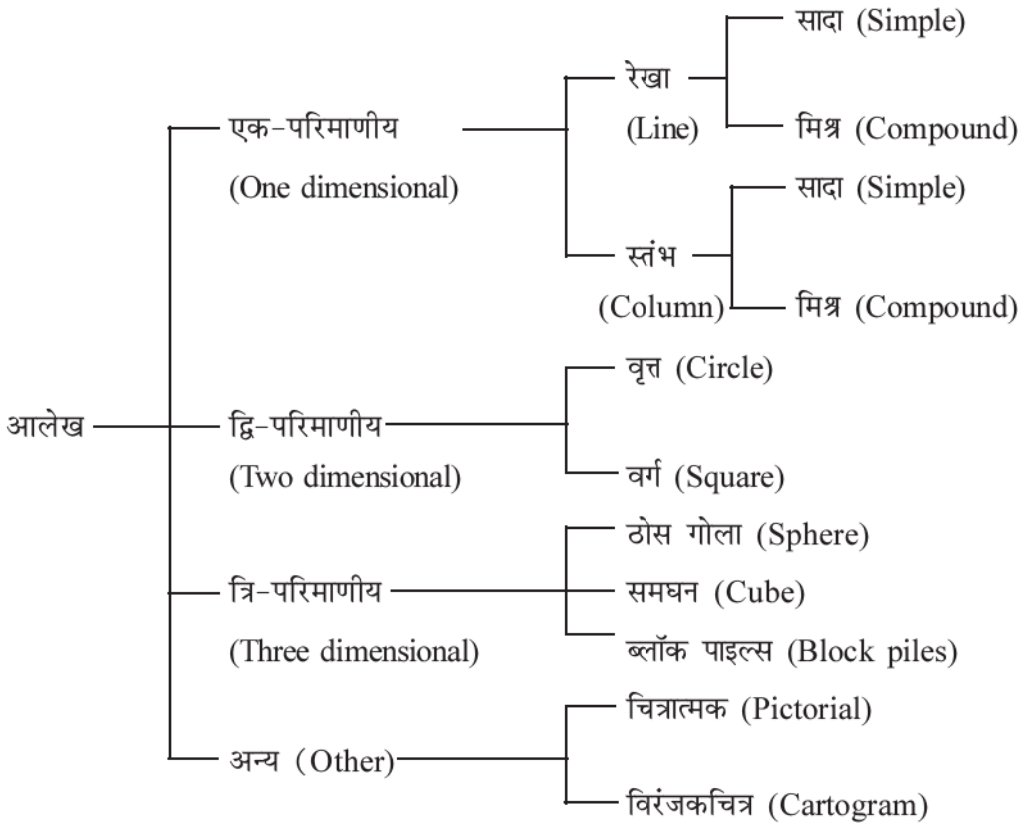 सादा (Simple)
रेखा
(Line)
मिश्र (Compound)
एक-परिमाणीय
(One dimensional)
सादा (Simple)
स्तंभ
(Column)
मिश्र (Compound)
वृत्त (Circle)
आलेख
द्वि-परिमाणीय
(Two dimensional)
वर्ग (Square)
ठोस गोला (Sphere)
त्रि-परिमाणीय
(Three dimensional)
समघन (Cube)
ब्लॉक पाइल्स (Block piles)
चित्रात्मक (Pictorial)
अन्य (Other)
विरंजकचित्र (Cartogram)